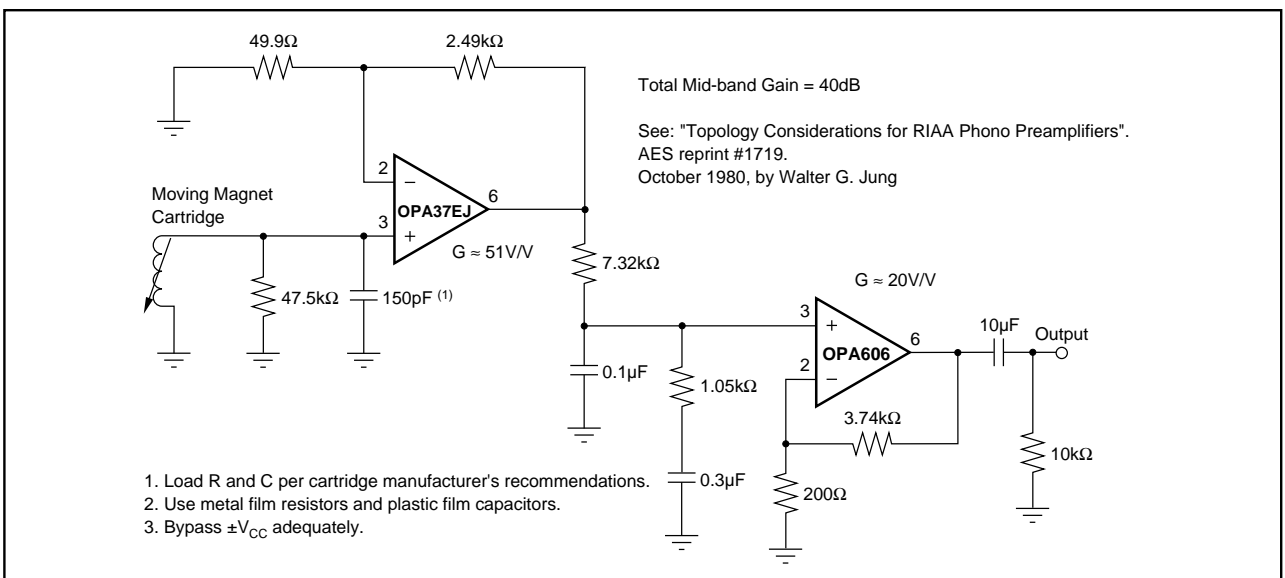 49.9Ω
2.49kΩ
Total Mid-band Gain = 40dB
See: "Topology Considerations for RIAA Phono Preamplifiers".
AES reprint #1719.
October 1980, by Walter G. Jung
Moving Magnet
Cartridge
2
–
OPA37EJ
6
3
+
G ≈ 51V/V
47.5kΩ
150pF (1)
7.32kΩ
G ≈ 20V/V
3
+
OPA606
6
2
–
10µF
Output
0.1µF
1.05kΩ
3.74kΩ
0.3µF
200Ω
10kΩ
1. Load R and C per cartridge manufacturer's recommendations.
2. Use metal film resistors and plastic film capacitors.
3. Bypass ±VCC adequately.